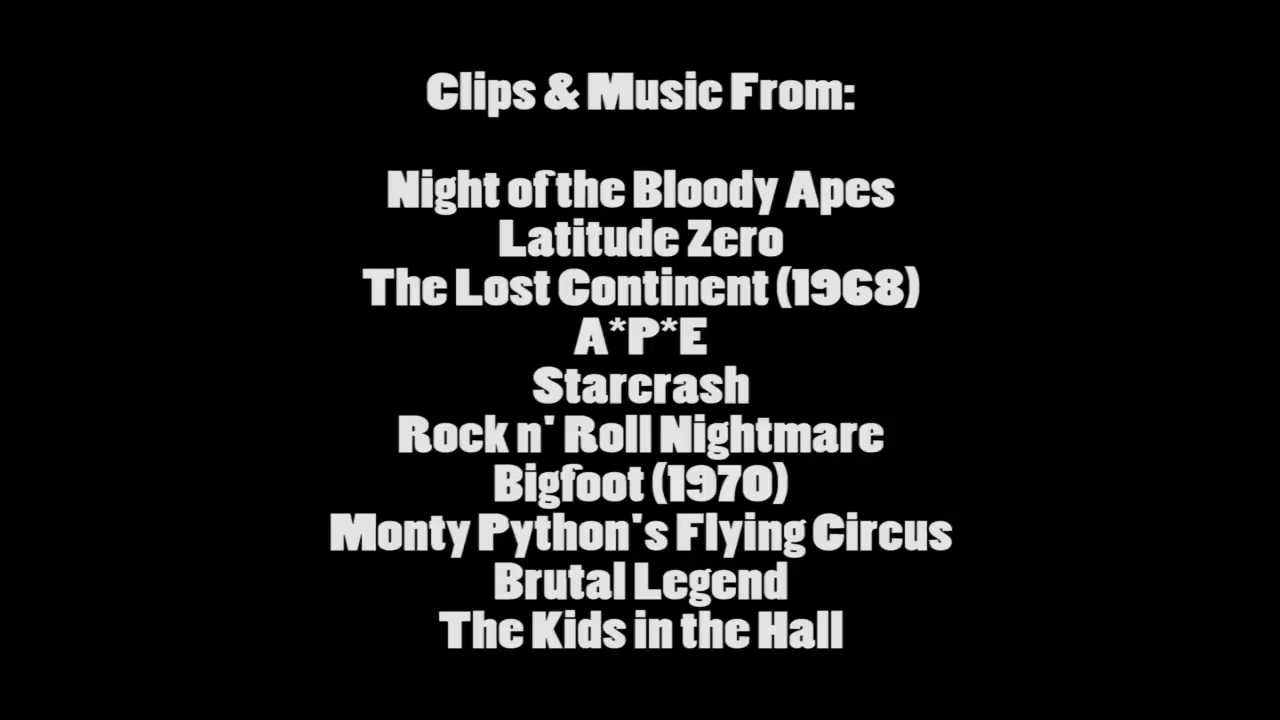 Clips & Music From:
Night of the Bloody Apes
Latitude Zero
The Lost Continent (1968)
A*P*E
Starcrash
Rock n' Roll Nightmare
Bigfoot (1970)
Monty Python's Flying Circus
Brutal Legend
The Kids in the Hall